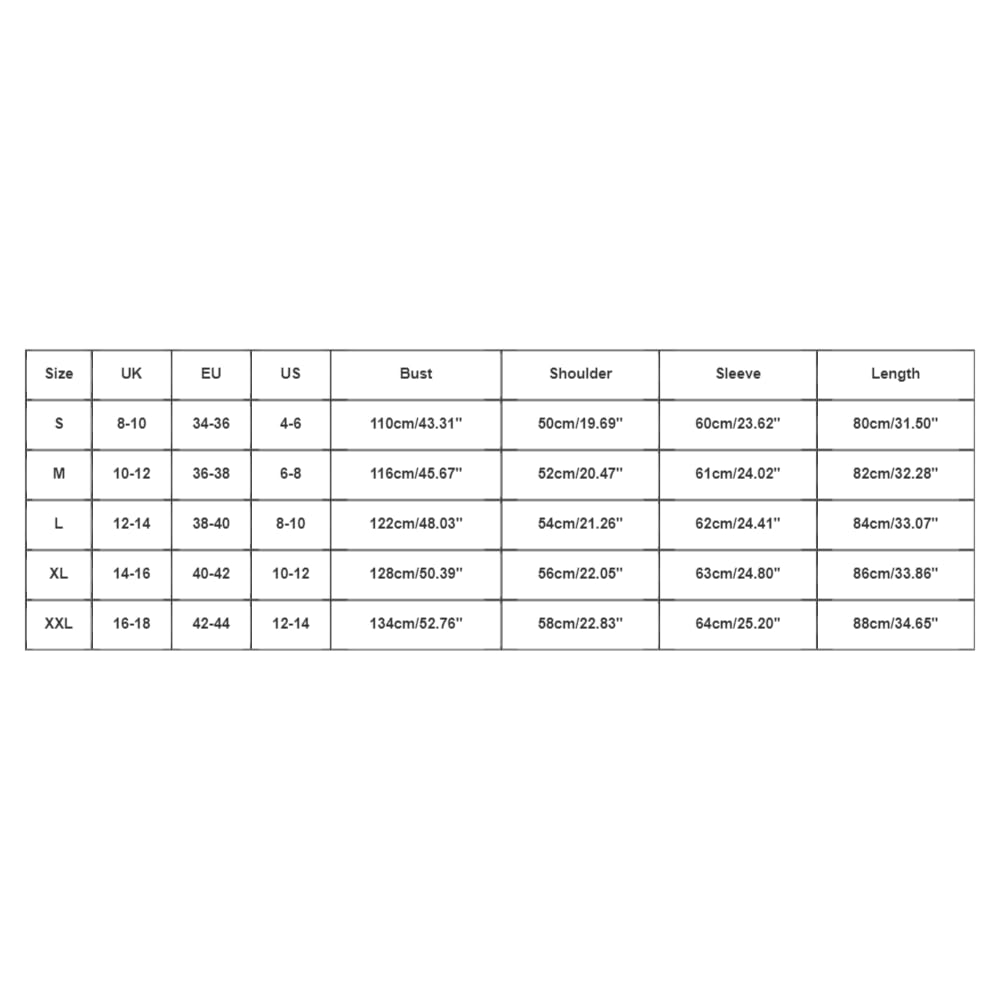 Size UK EU US Bust Shoulder Sleeve Length
S 8-10 34-36 4-6 110cm/43.31'' 50cm/19.69'' 60cm/23.62'' 80cm/31.50''
M 10-12 36-38 6-8 116cm/45.67'' 52cm/20.47'' 61cm/24.02'' 82cm/32.28''
L 12-14 38-40 8-10 122cm/48.03'' 54cm/21.26'' 62cm/24.41'' 84cm/33.07''
XL 14-16 40-42 10-12 128cm/50.39'' 56cm/22.05'' 63cm/24.80'' 86cm/33.86''
XXL 16-18 42-44 12-14 134cm/52.76'' 58cm/22.83'' 64cm/25.20'' 88cm/34.65''